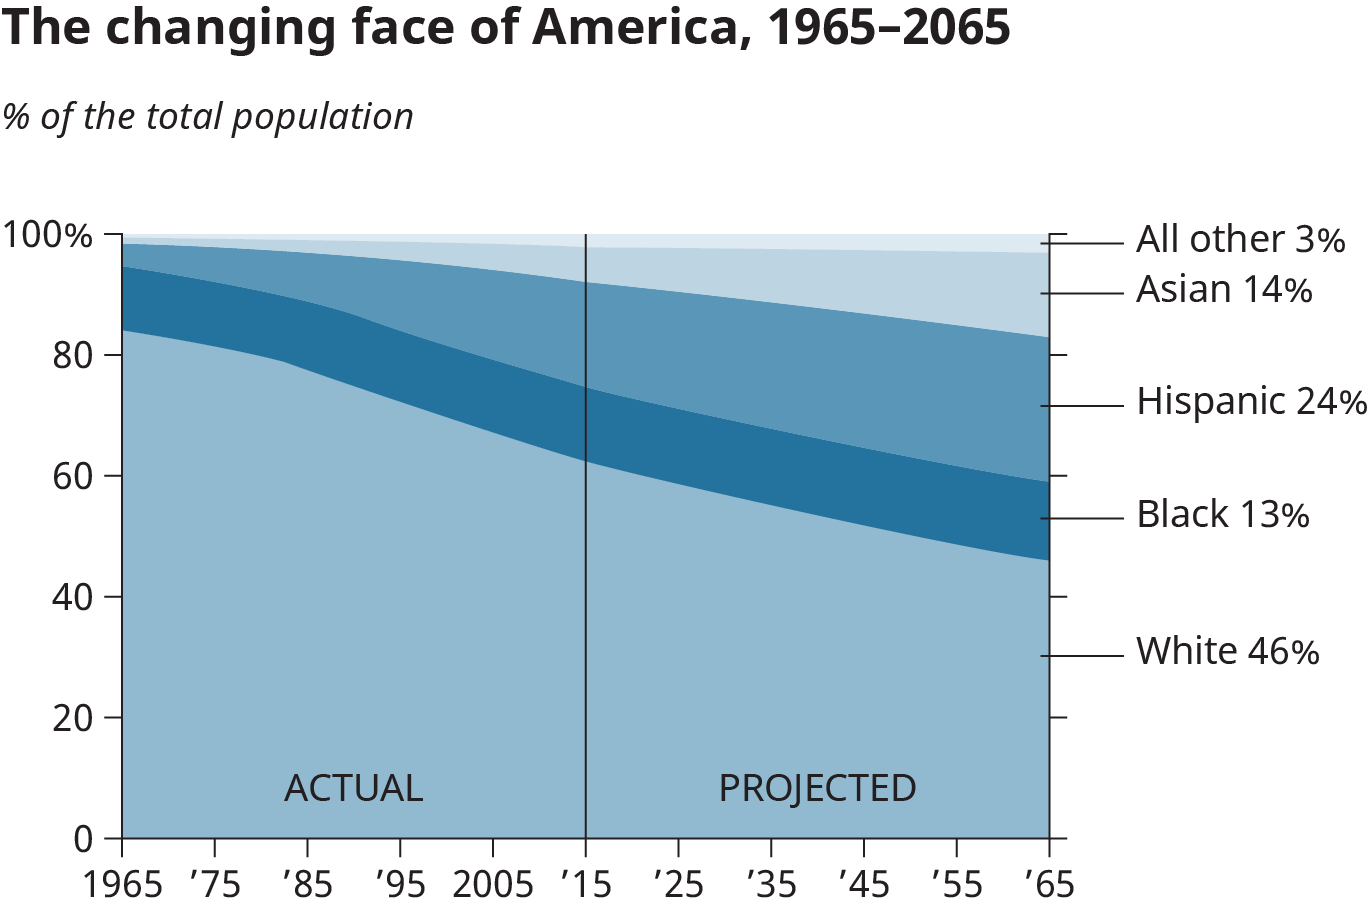 The changing face of America, 1965–2065
% of the total population
100%
80
60
40
20
0
All other 3%
Asian 14%
Hispanic 24%
Black 13%
White 46%
ACTUAL PROJECTED
1965 ’75 ’85 ’95 2005 ’15 ’25 ’35 ’45 ’55 ’65